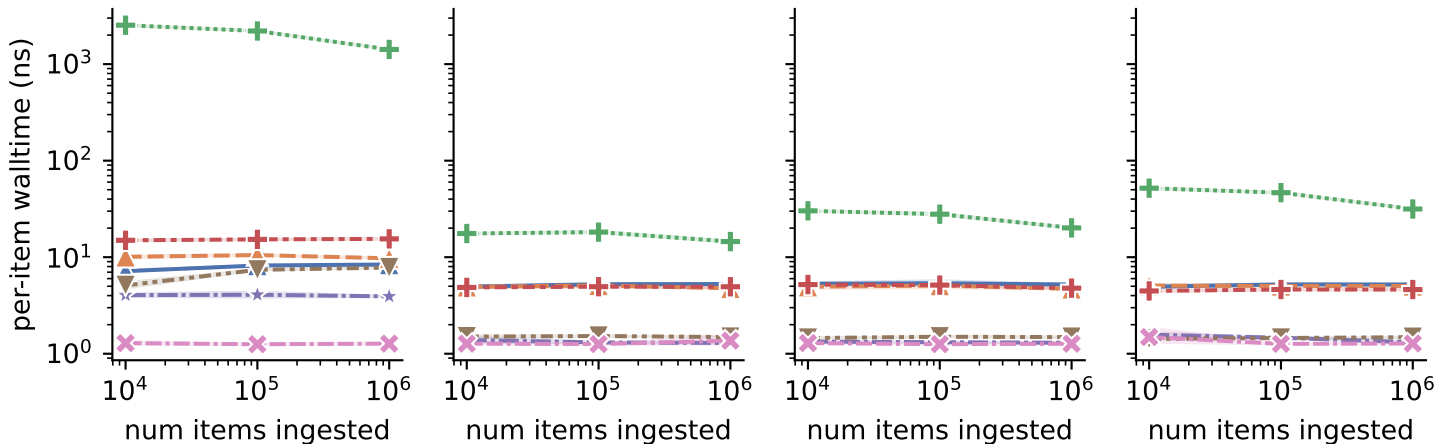 per-item walltime (ns)
10³
10²
10¹
10⁰
10⁴ 10⁵ 10⁶
num items ingested
10⁴ 10⁵ 10⁶
num items ingested
10⁴ 10⁵ 10⁶
num items ingested
10⁴ 10⁵ 10⁶
num items ingested